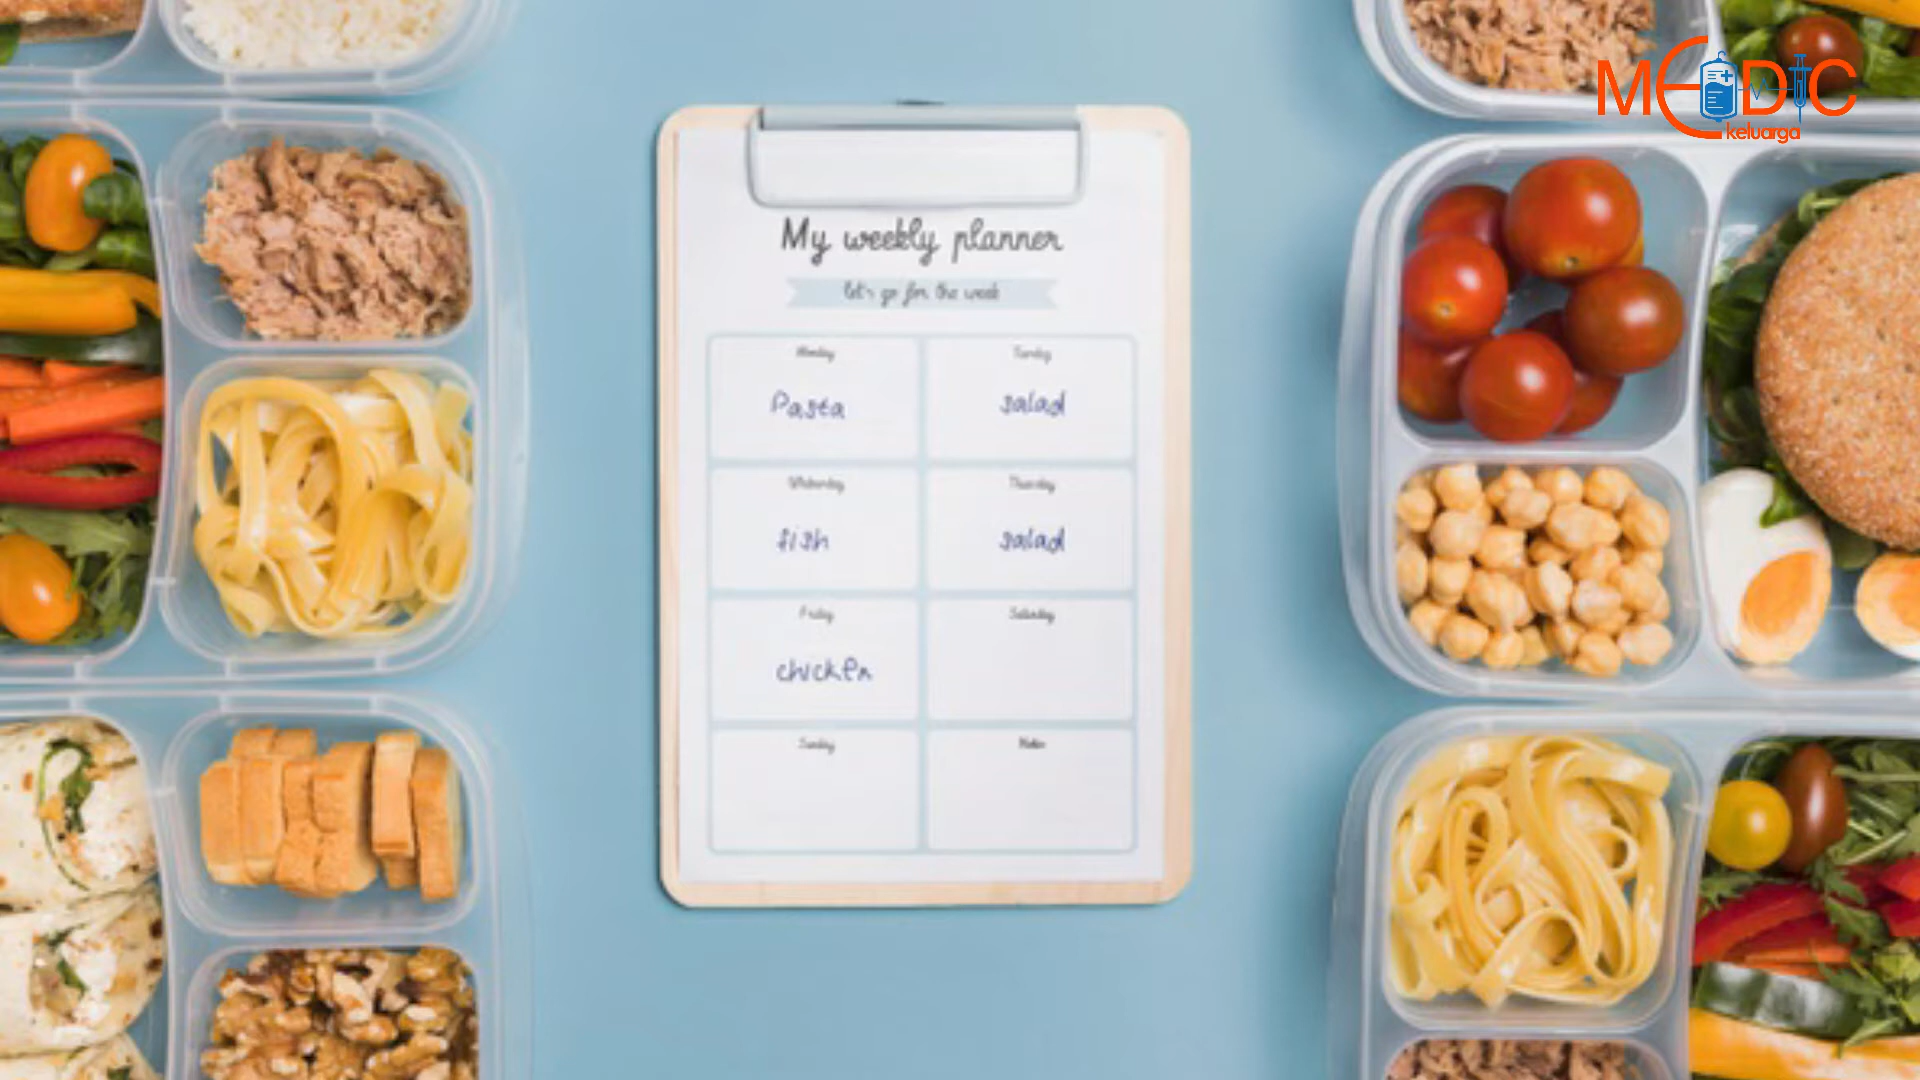 MEDIC
keluarga
My weekly planner
let's go for the week
Monday
Tuesday
Pasta
salad
Wednesday
Thursday
fish
salad
Friday
Saturday
chicken
Sunday
Notes